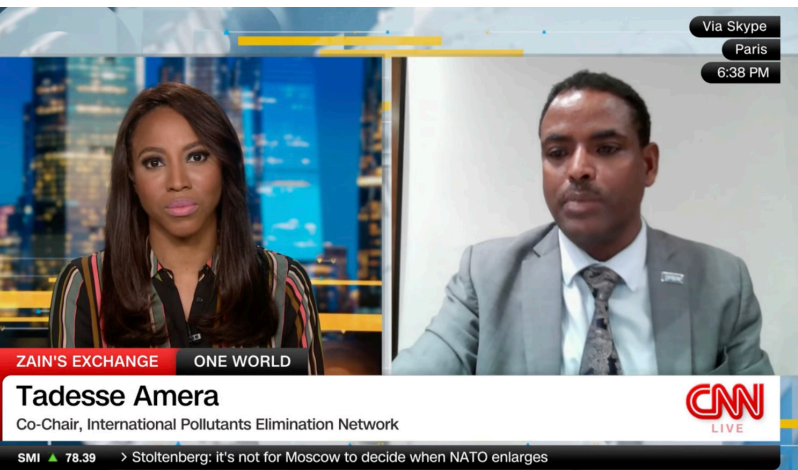 Via Skype
Paris
6:38 PM
ZAIN'S EXCHANGE ONE WORLD
Tadesse Amera
Co-Chair, International Pollutants Elimination Network
CNN
LIVE
SMI ▲ 78.39 > Stoltenberg: it's not for Moscow to decide when NATO enlarges